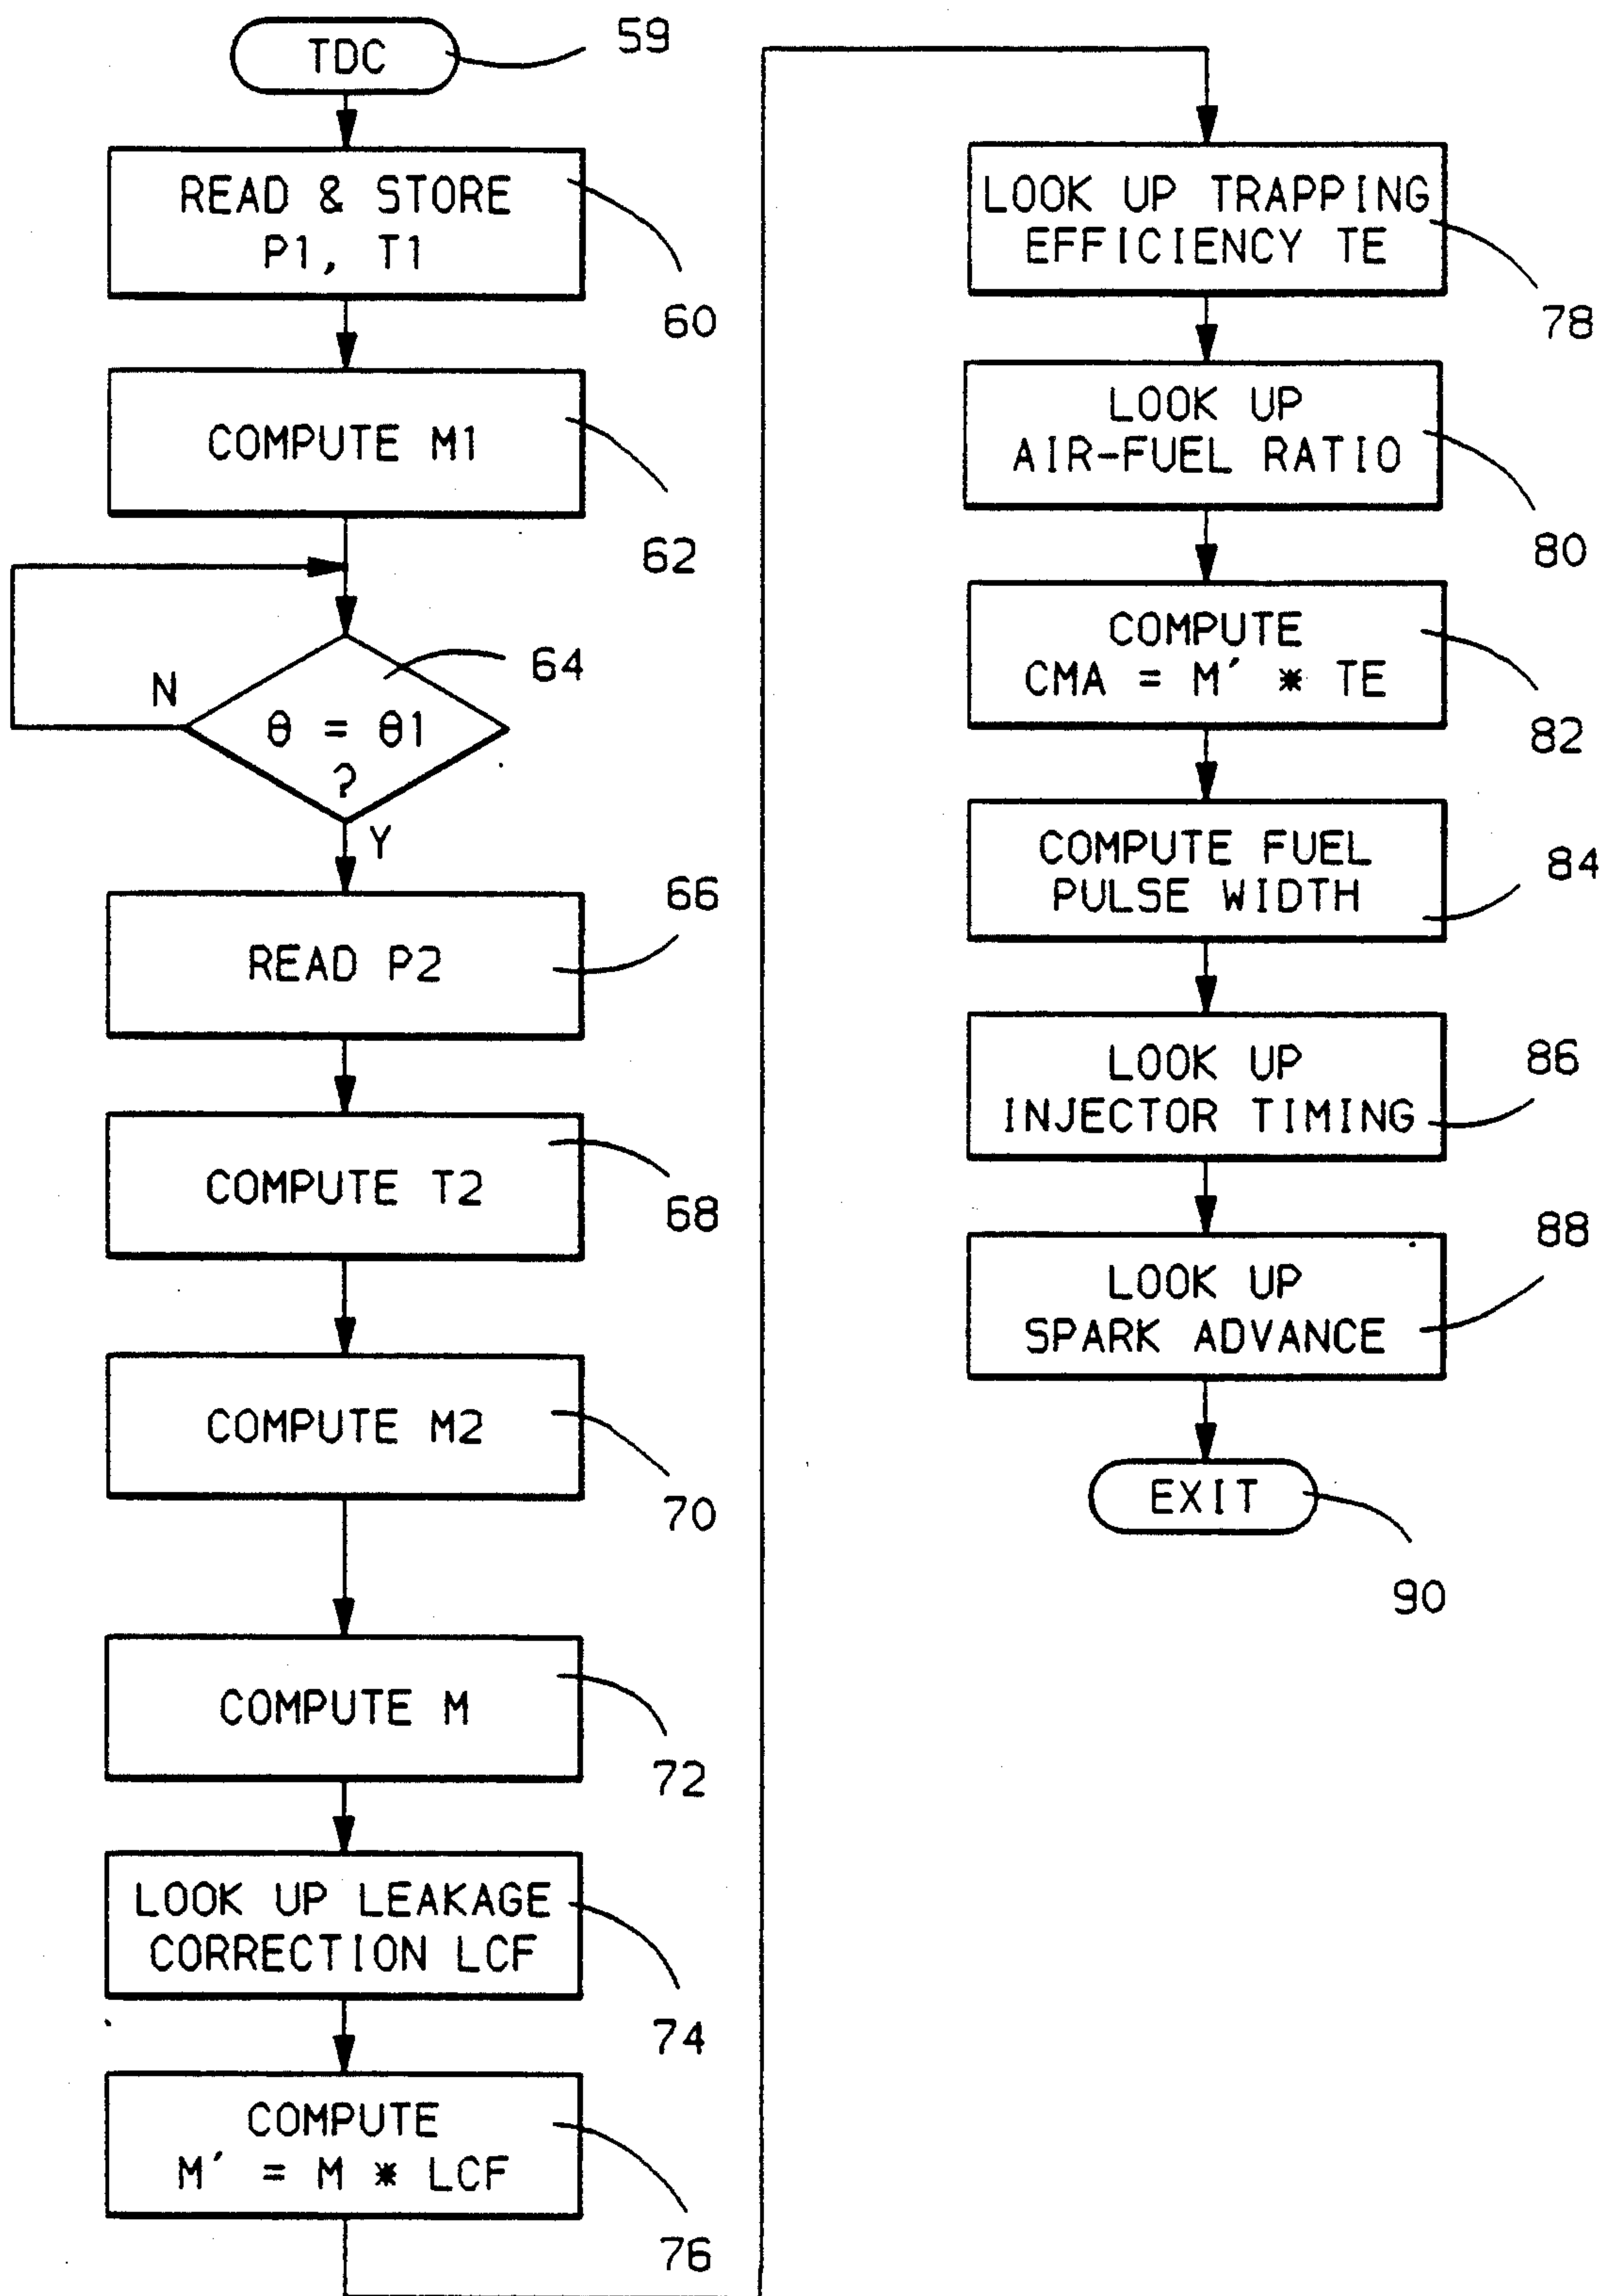 TDC
59
READ & STORE
P1, T1
60
COMPUTE M1
62
64
N
θ = θ1
?
Y
66
READ P2
COMPUTE T2
68
COMPUTE M2
70
COMPUTE M
72
LOOK UP LEAKAGE
CORRECTION LCF
74
COMPUTE
M′ = M * LCF
76
LOOK UP TRAPPING
EFFICIENCY TE
78
LOOK UP
AIR-FUEL RATIO
80
COMPUTE
CMA = M′ * TE
82
COMPUTE FUEL
PULSE WIDTH
84
LOOK UP
INJECTOR TIMING
86
88
LOOK UP
SPARK ADVANCE
EXIT
90